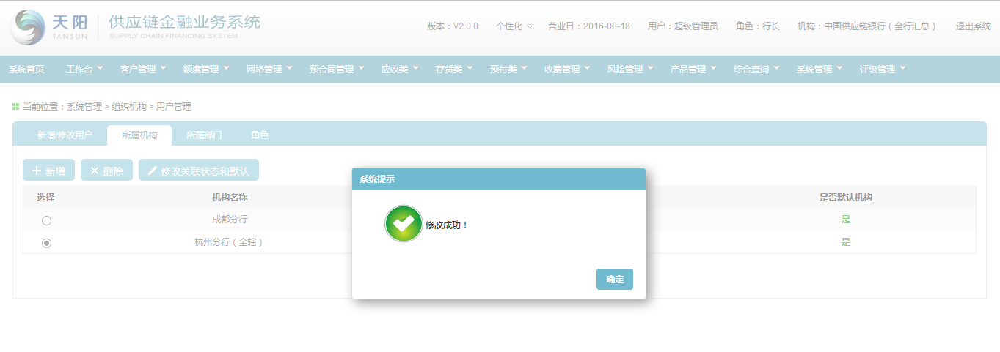 天阳 供应链金融业务系统
TANSUN SUPPLY CHAIN FINANCING SYSTEM
版本：V2.0.0 个性化 营业日：2016-08-18 用户：超级管理员 角色：行长 机构：中国供应链银行（全行汇总） 退出系统
系统首页 工作台 客户管理 额度管理 网络管理 预合同管理 应收类 存货类 预付类 收费管理 风险管理 产品管理 综合查询 系统管理 评级管理
当前位置：系统管理 > 组织机构 > 用户管理
新增/修改用户 所属机构 所属部门 角色
新增 删除 修改关联状态和默认
选择 机构名称 是否默认机构
成都分行 是
杭州分行（全辖） 是
系统提示
修改成功！
确定